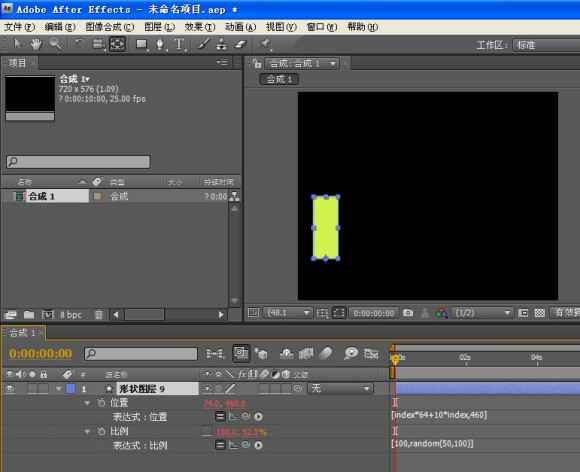 Adobe After Effects - 未命名项目.aep *
文件(F) 编辑(E) 图像合成(C) 图层(L) 效果(T) 动画(A) 视图(V) 窗口(W) 帮助(H)
工作区: 标准
项目 ×
合成: 合成 1
合成 1
合成 1▾
720 x 576 (1.09)
? 0:00:10:00, 25.00 fps
名称 类型 大小 持续时间
合成 1 合成 ? 0:00
8 bpc
(48.1 0:00:00:00 (1/2) 有效
合成 1 ×
0:00:00:00
00s 02s 04s
# 源名称 fx 父级
1 形状图层 9 无
位置 74.0, 460.0
表达式:位置 [index*64+10*index,460]
比例 100.0, 52.3%
表达式:比例 [100,random(50,100)]